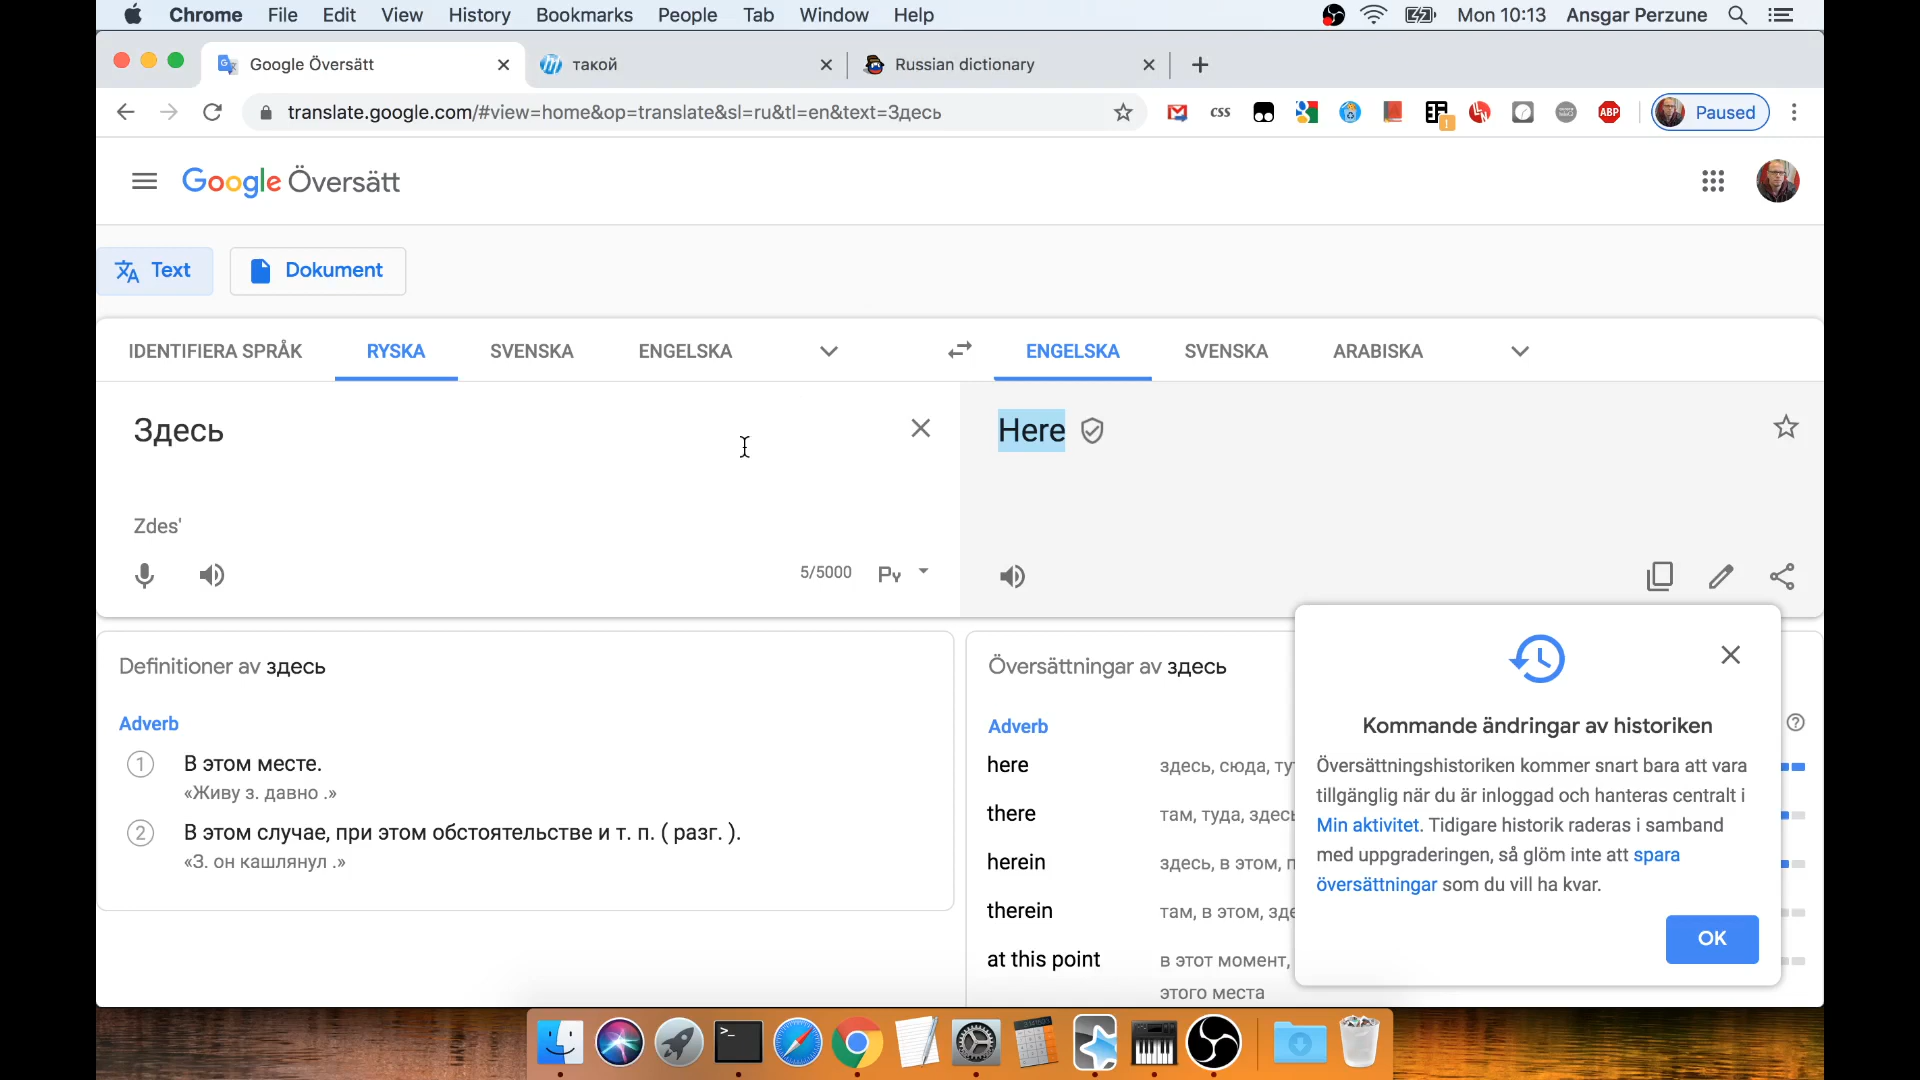 Chrome File Edit View History Bookmarks People Tab Window Help Mon 10:13 Ansgar Perzune
Google Översätt такой Russian dictionary
translate.google.com/#view=home&op=translate&sl=ru&tl=en&text=Здесь css ABP Paused
Google Översätt
Text Dokument
IDENTIFIERA SPRÅK RYSKA SVENSKA ENGELSKA ENGELSKA SVENSKA ARABISKA
Здесь Here
Zdes'
5/5000 Ру
Definitioner av здесь
Adverb
1 В этом месте.
«Живу з. давно .»
2 В этом случае, при этом обстоятельстве и т. п. ( разг. ).
«З. он кашлянул .»
Översättningar av здесь
Adverb
here здесь, сюда,
there там, туда,
herein здесь, в этом,
therein там, в этом,
at this point в этот момент,
этого места
Kommande ändringar av historiken
Översättningshistoriken kommer snart bara att vara
tillgänglig när du är inloggad och hanteras centralt i
Min aktivitet. Tidigare historik raderas i samband
med uppgraderingen, så glöm inte att spara
översättningar som du vill ha kvar.
OK